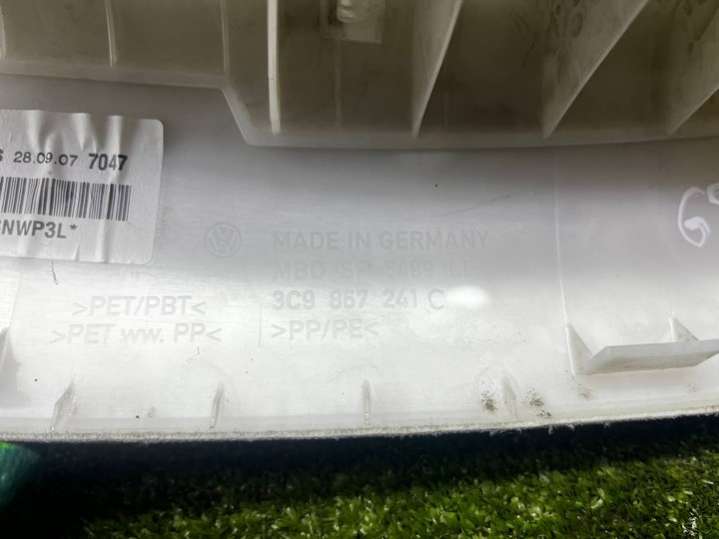 28.09.07 7047
NWP3L*
MADE IN GERMANY
3C9 867 241 C
>PET/PBT<
>PET ww. PP<
>PP/PE<